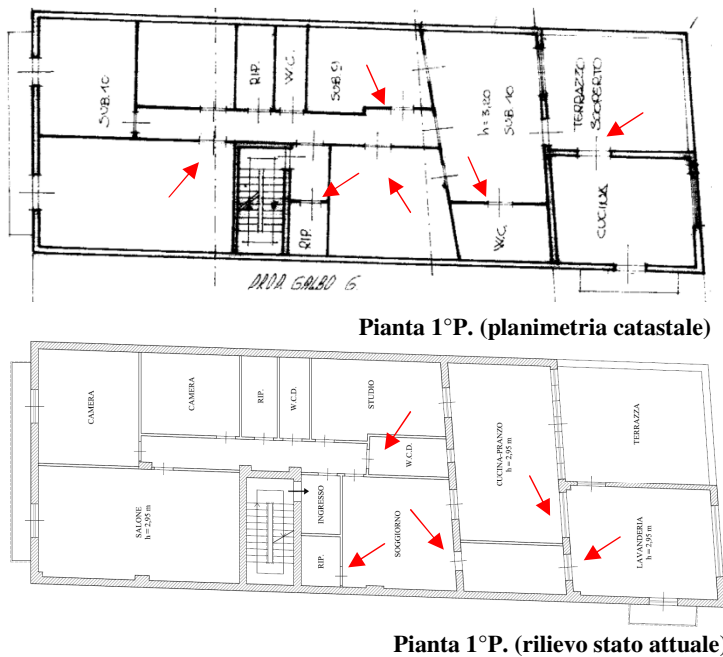 SUB.10
RIP.
W.C.
SUB 9
h = 3,20
SUB 10
TERRAZZO
SCOPERTO
RIP.
W.C.
CUCINA
PROP. GALBO G.
Pianta 1°P. (planimetria catastale)
CAMERA
CAMERA
RIP.
W.C.D.
STUDIO
W.C.D.
CUCINA-PRANZO
h = 2,95 m
TERRAZZA
SALONE
h = 2,95 m
INGRESSO
RIP.
SOGGIORNO
LAVANDERIA
h = 2,95 m
Pianta 1°P. (rilievo stato attuale)